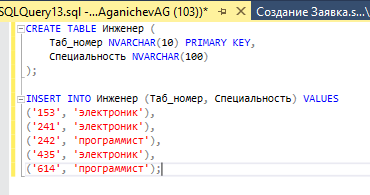 SQLQuery13.sql -...AganichevAG (103))*
Создание Заявка.s...
CREATE TABLE Инженер (
Таб_номер NVARCHAR(10) PRIMARY KEY,
Специальность NVARCHAR(100)
);
INSERT INTO Инженер (Таб_номер, Специальность) VALUES
('153', 'электроник'),
('241', 'электроник'),
('242', 'программист'),
('435', 'электроник'),
('614', 'программист');